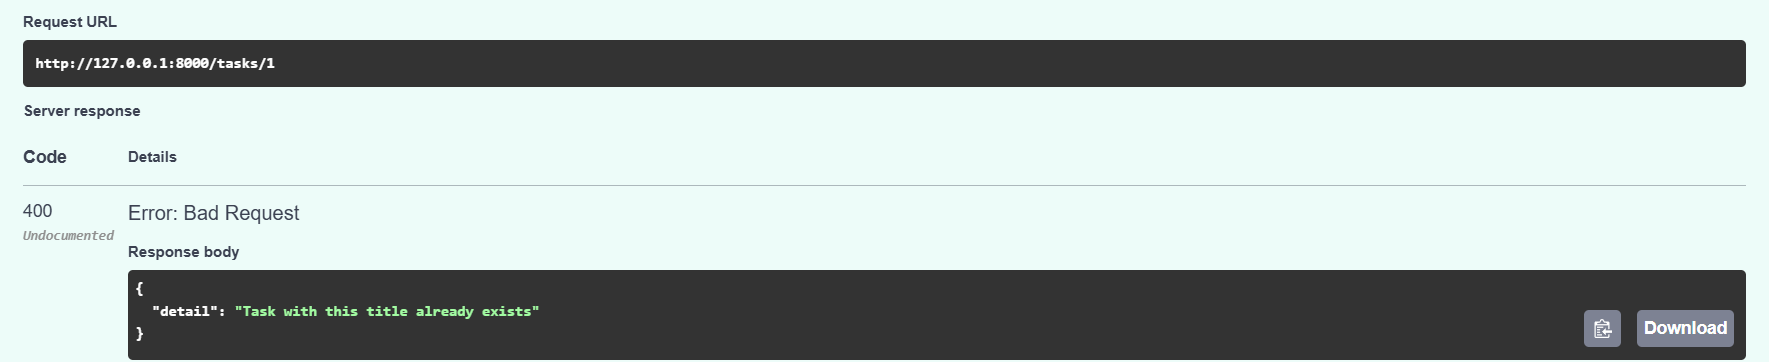 Request URL
http://127.0.0.1:8000/tasks/1
Server response
Code Details
400 Error: Bad Request
Undocumented
Response body
{
"detail": "Task with this title already exists"
}
Download